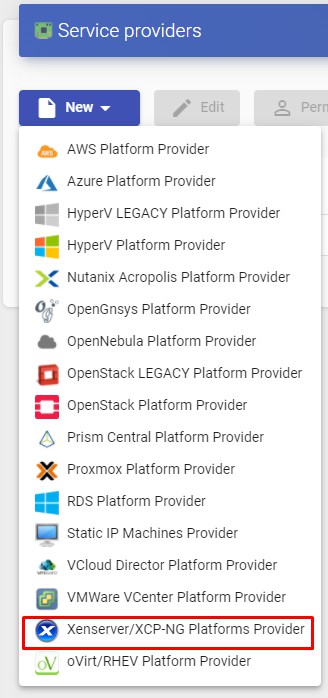 Service providers
New
Edit
Perm
AWS Platform Provider
Azure Platform Provider
HyperV LEGACY Platform Provider
HyperV Platform Provider
Nutanix Acropolis Platform Provider
OpenGnsys Platform Provider
OpenNebula Platform Provider
OpenStack LEGACY Platform Provider
OpenStack Platform Provider
Prism Central Platform Provider
Proxmox Platform Provider
RDS Platform Provider
Static IP Machines Provider
VCloud Director Platform Provider
VMWare VCenter Platform Provider
Xenserver/XCP-NG Platforms Provider
oVirt/RHEV Platform Provider